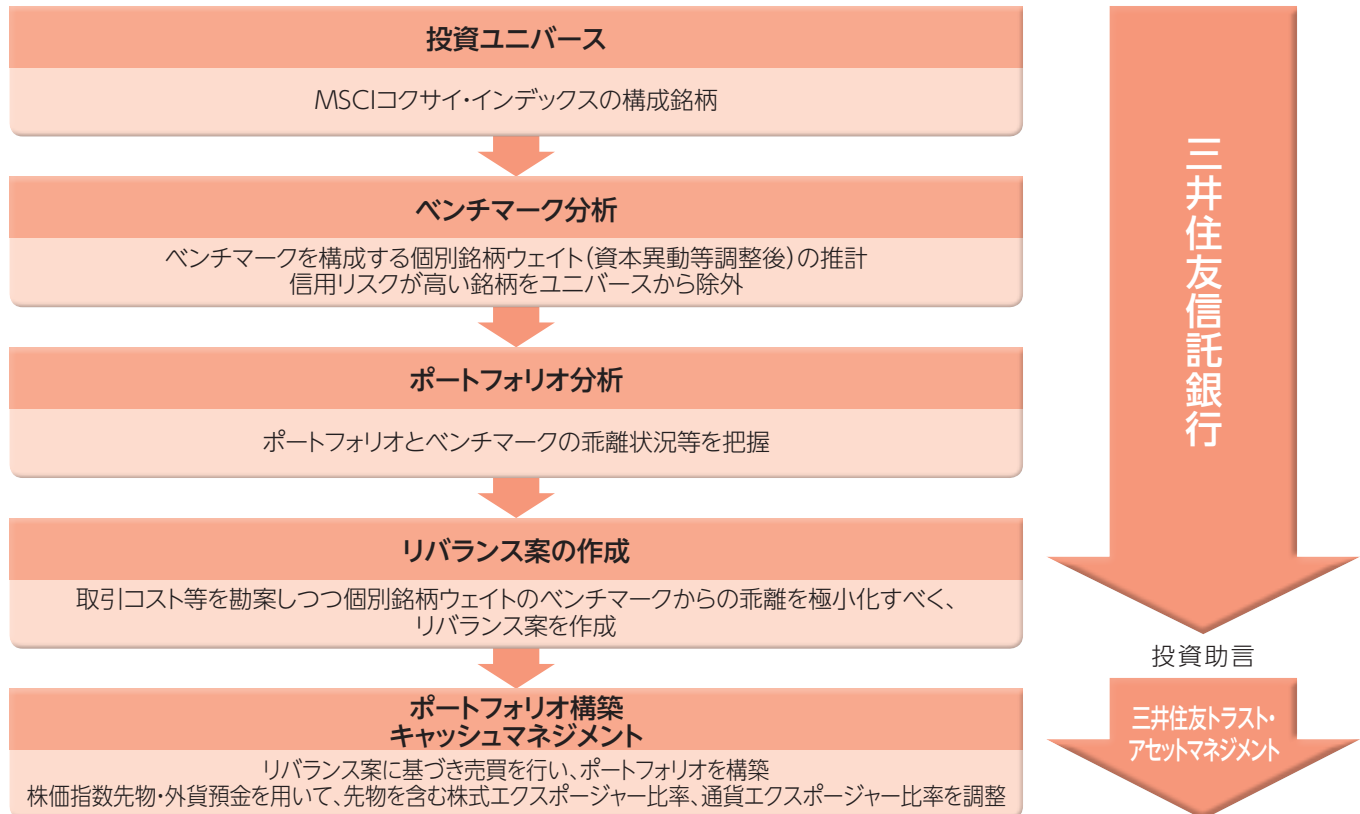 投資ユニバース
MSCIコクサイ・インデックスの構成銘柄
ベンチマーク分析
ベンチマークを構成する個別銘柄ウェイト(資本異動等調整後)の推計
信用リスクが高い銘柄をユニバースから除外
ポートフォリオ分析
ポートフォリオとベンチマークの乖離状況等を把握
リバランス案の作成
取引コスト等を勘案しつつ個別銘柄ウェイトのベンチマークからの乖離を極小化すべく、
リバランス案を作成
ポートフォリオ構築
キャッシュマネジメント
リバランス案に基づき売買を行い、ポートフォリオを構築
株価指数先物・外貨預金を用いて、先物を含む株式エクスポージャー比率、通貨エクスポージャー比率を調整
三井住友信託銀行
投資助言
三井住友トラスト・
アセットマネジメント